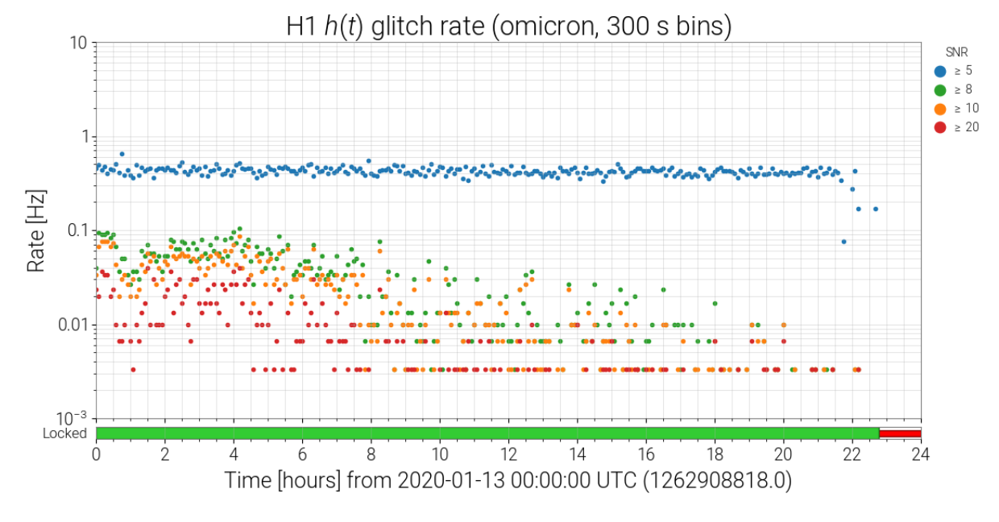 H1 h(t) glitch rate (omicron, 300 s bins)
SNR
≥ 5
≥ 8
≥ 10
≥ 20
Rate [Hz]
10
1
0.1
0.01
10⁻³
Locked
0 2 4 6 8 10 12 14 16 18 20 22 24
Time [hours] from 2020-01-13 00:00:00 UTC (1262908818.0)